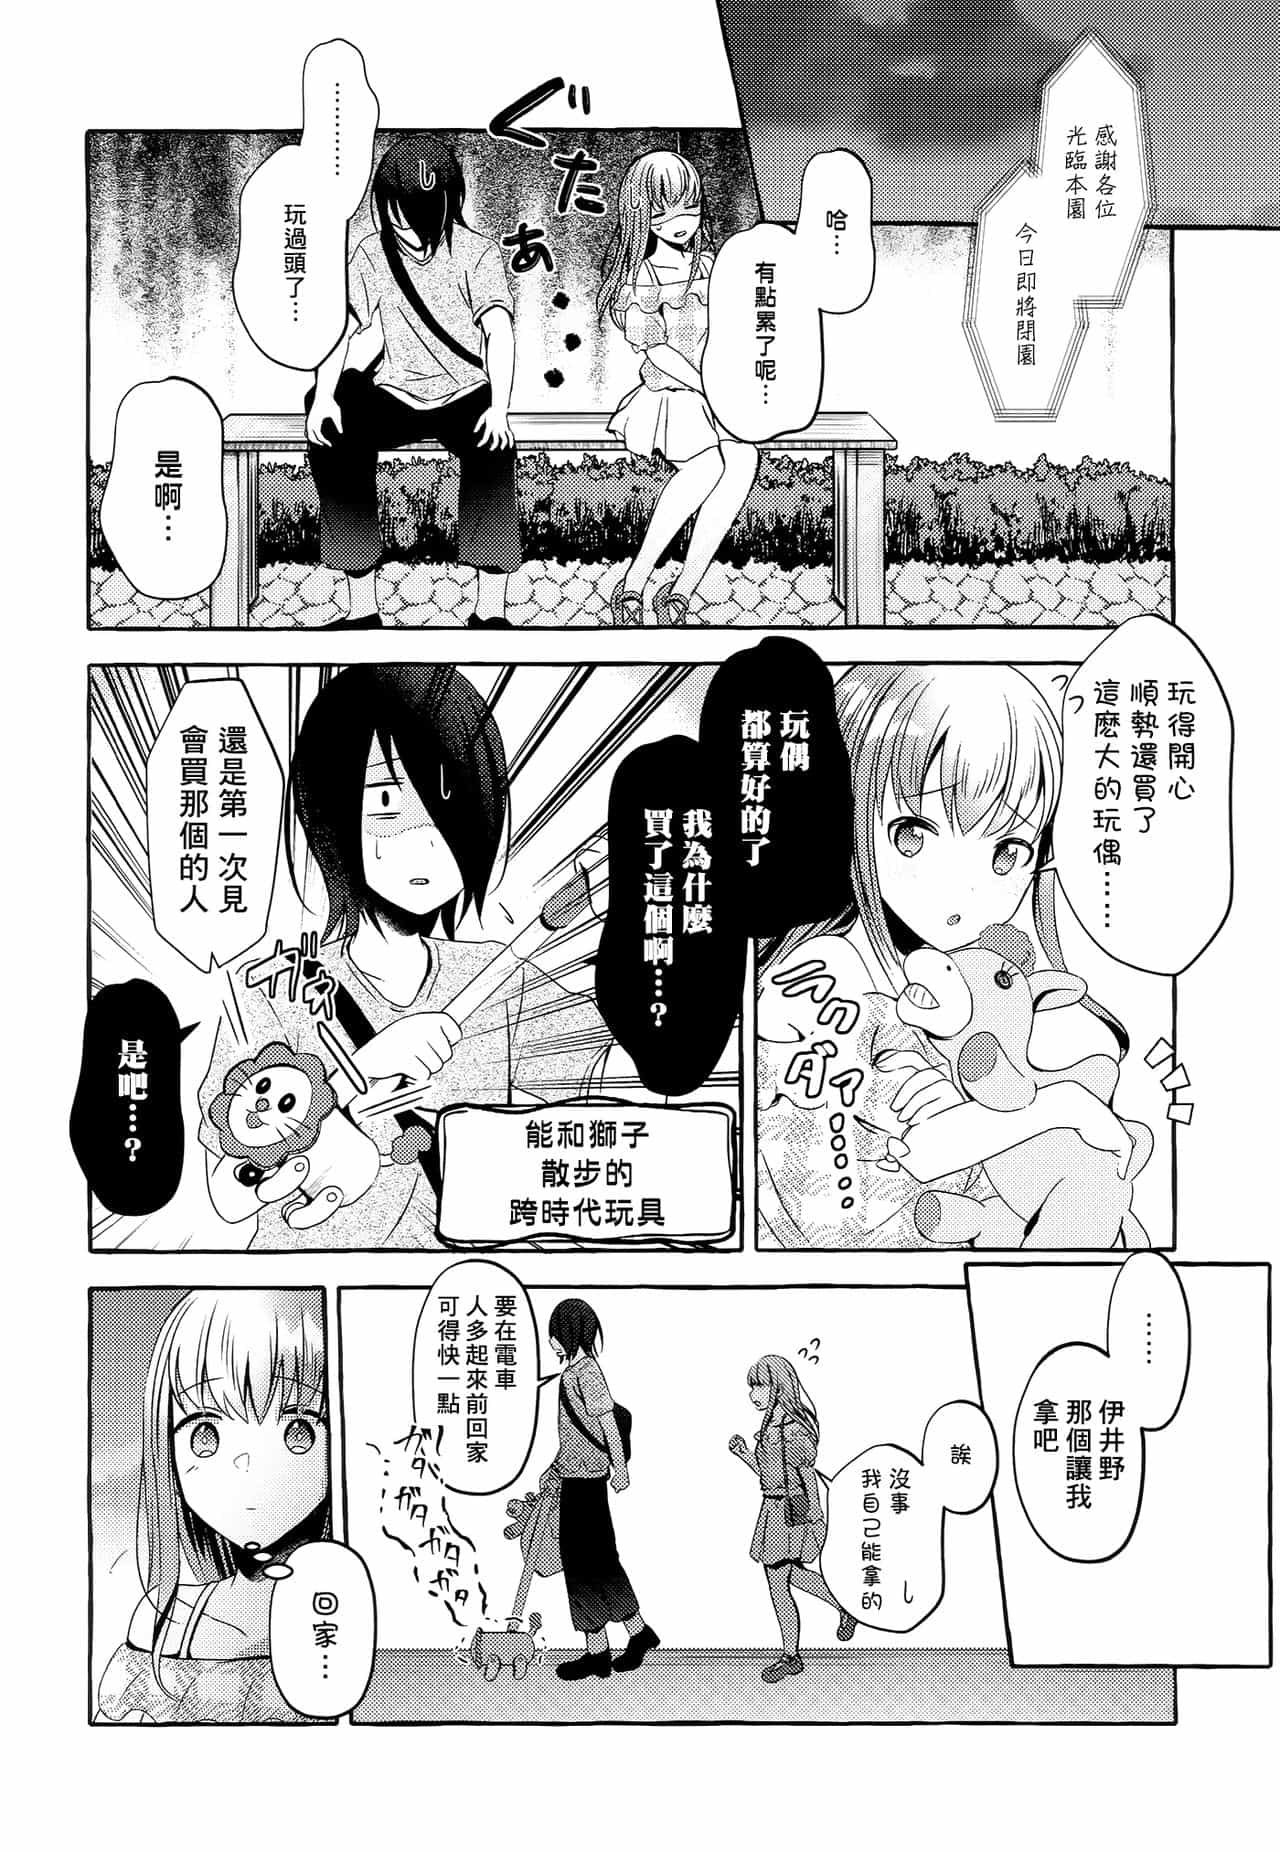 感謝各位
光臨本園
今日即將閉園
哈…
有點累了呢…
ぐ
たぁ…
………
玩過頭了…
是啊…
玩得開心
順勢還買了
這麼大的玩偶……
ラクダァ……
玩偶
都算好的了
我為什麼
買了這個啊…?
還是第一次見
會買那個的人
ガァ
是吧…?
能和獅子
散步的
跨時代玩具
……
伊井野
那個讓我
拿吧
誒
沒事
我自己能拿的
要在電車
人多起來前回家
可得快一點
ガタ
ガタ
ガタ
ガタ
回家…